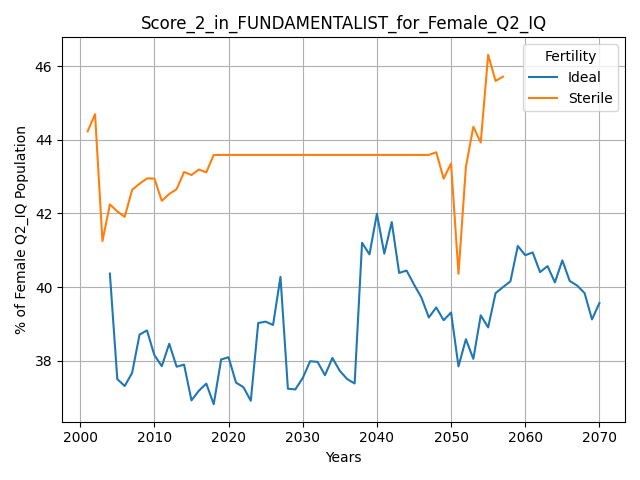 Score_2_in_FUNDAMENTALIST_for_Female_Q2_IQ
Fertility
Ideal
Sterile
% of Female Q2_IQ Population
46
44
42
40
38
2000 2010 2020 2030 2040 2050 2060 2070
Years